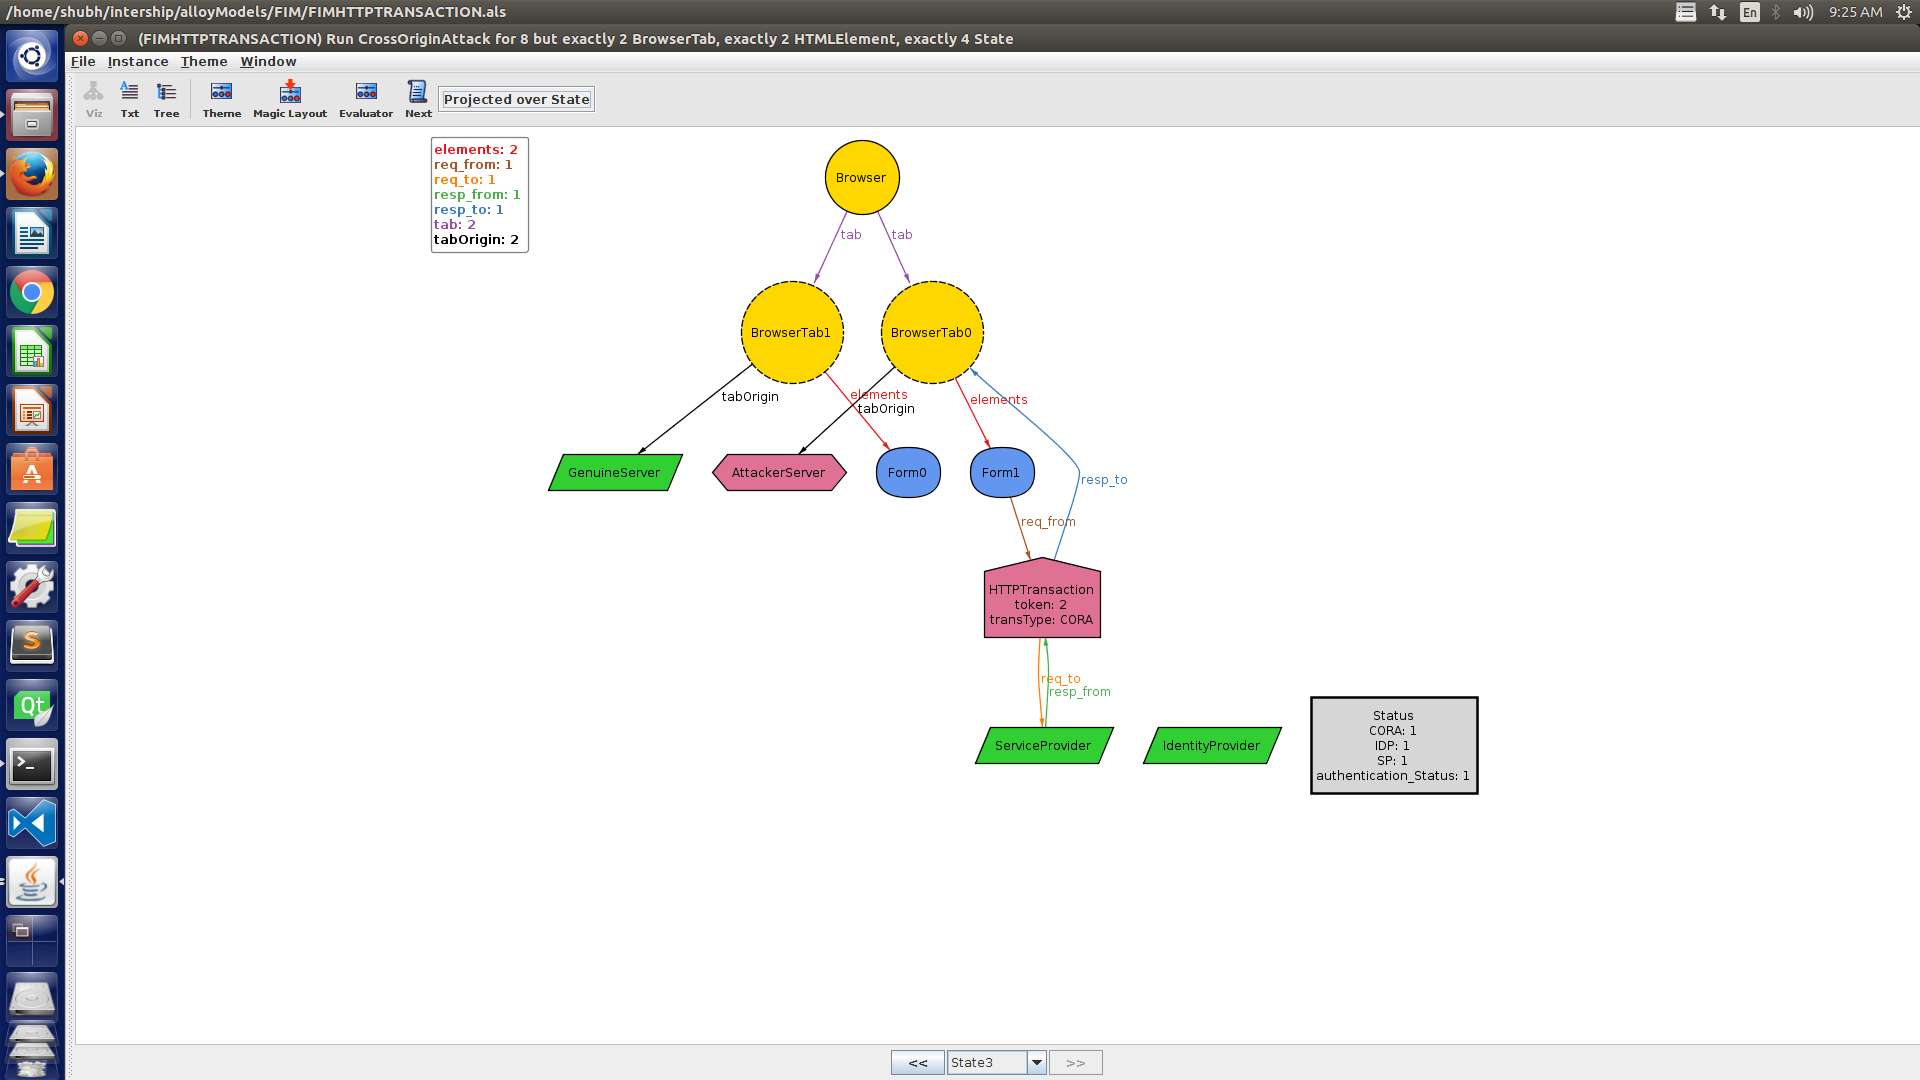 /home/shubh/intership/alloyModels/FIM/FIMHTTPTRANSACTION.als
En
9:25 AM
(FIMHTTPTRANSACTION) Run CrossOriginAttack for 8 but exactly 2 BrowserTab, exactly 2 HTMLElement, exactly 4 State
File Instance Theme Window
Viz Txt Tree Theme Magic Layout Evaluator Next Projected over State
elements: 2
req_from: 1
req_to: 1
resp_from: 1
resp_to: 1
tab: 2
tabOrigin: 2
Browser
tab tab
BrowserTab1 BrowserTab0
tabOrigin elements elements
tabOrigin
GenuineServer AttackerServer Form0 Form1
resp_to
req_from
HTTPTransaction
token: 2
transType: CORA
req_to
resp_from
ServiceProvider IdentityProvider
Status
CORA: 1
IDP: 1
SP: 1
authentication_Status: 1
<< State3 >>